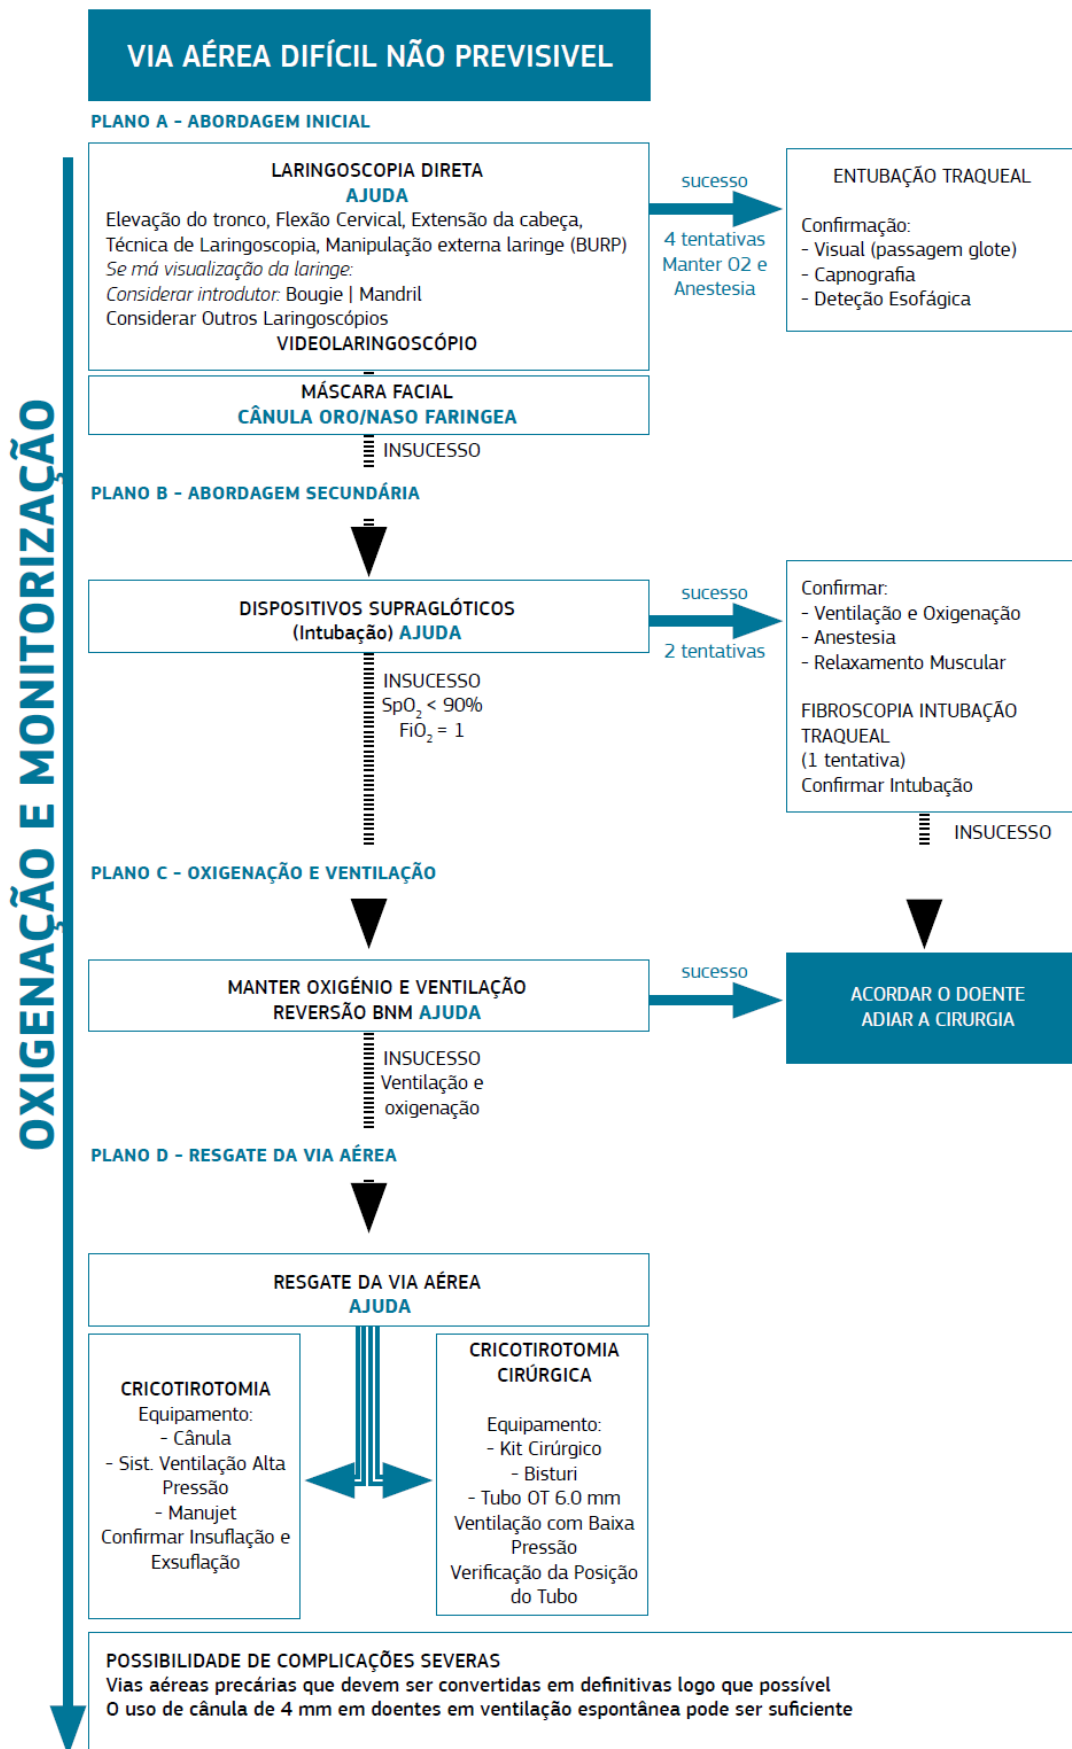 VIA AÉREA DIFÍCIL NÃO PREVISIVEL
OXIGENAÇÃO E MONITORIZAÇÃO
PLANO A - ABORDAGEM INICIAL
LARINGOSCOPIA DIRETA
AJUDA
Elevação do tronco, Flexão Cervical, Extensão da cabeça,
Técnica de Laringoscopia, Manipulação externa laringe (BURP)
Se má visualização da laringe:
Considerar introdutor: Bougie | Mandril
Considerar Outros Laringoscópios
VIDEOLARINGOSCÓPIO
sucesso
4 tentativas
Manter O2 e
Anestesia
ENTUBAÇÃO TRAQUEAL
Confirmação:
- Visual (passagem glote)
- Capnografia
- Deteção Esofágica
MÁSCARA FACIAL
CÂNULA ORO/NASO FARINGEA
INSUCESSO
PLANO B - ABORDAGEM SECUNDÁRIA
DISPOSITIVOS SUPRAGLÓTICOS
(Intubação) AJUDA
sucesso
2 tentativas
Confirmar:
- Ventilação e Oxigenação
- Anestesia
- Relaxamento Muscular
FIBROSCOPIA INTUBAÇÃO
TRAQUEAL
(1 tentativa)
Confirmar Intubação
INSUCESSO
SpO₂ < 90%
FiO₂ = 1
INSUCESSO
PLANO C - OXIGENAÇÃO E VENTILAÇÃO
MANTER OXIGÉNIO E VENTILAÇÃO
REVERSÃO BNM AJUDA
sucesso
ACORDAR O DOENTE
ADIAR A CIRURGIA
INSUCESSO
Ventilação e
oxigenação
PLANO D - RESGATE DA VIA AÉREA
RESGATE DA VIA AÉREA
AJUDA
CRICOTIROTOMIA
Equipamento:
- Cânula
- Sist. Ventilação Alta
Pressão
- Manujet
Confirmar Insuflação e
Exsuflação
CRICOTIROTOMIA
CIRÚRGICA
Equipamento:
- Kit Cirúrgico
- Bisturi
- Tubo OT 6.0 mm
Ventilação com Baixa
Pressão
Verificação da Posição
do Tubo
POSSIBILIDADE DE COMPLICAÇÕES SEVERAS
Vias aéreas precárias que devem ser convertidas em definitivas logo que possível
O uso de cânula de 4 mm em doentes em ventilação espontânea pode ser suficiente